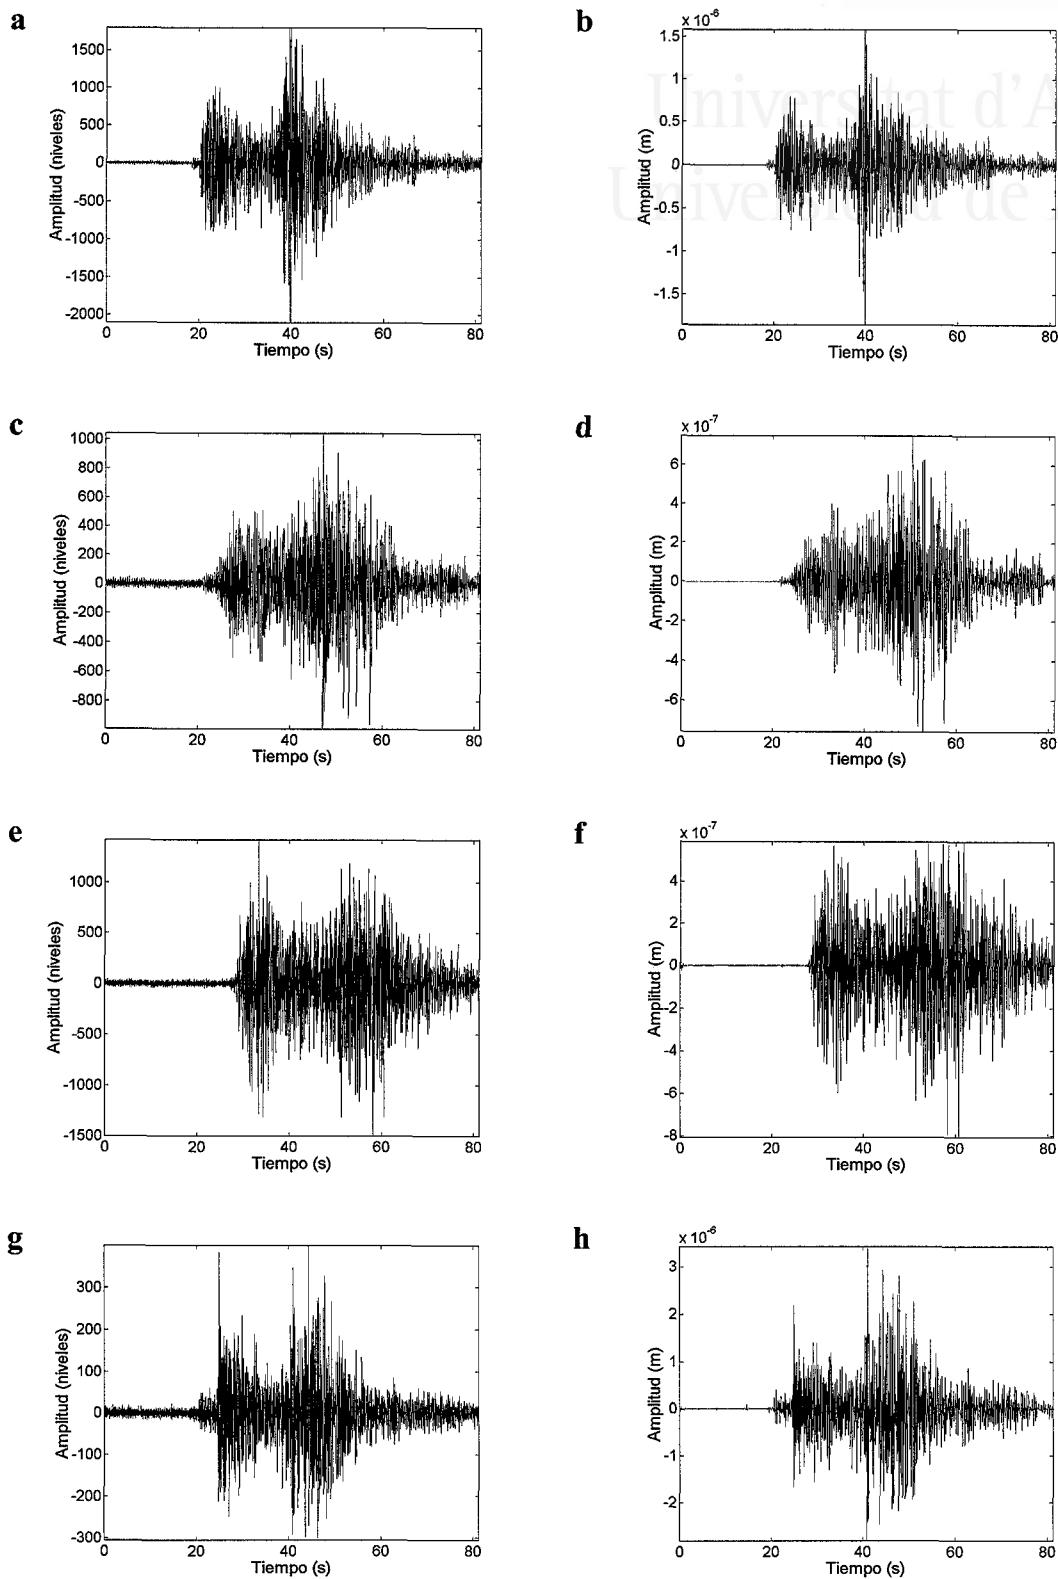 a
1500
1000
500
0
-500
-1000
-1500
-2000
Amplitud (niveles)
0 20 40 60 80
Tiempo (s)
b
x 10-6
1.5
1
0.5
0
-0.5
-1
-1.5
Amplitud (m)
0 20 40 60 80
Tiempo (s)
Universitat d'A
Universidad de
c
1000
800
600
400
200
0
-200
-400
-600
-800
Amplitud (niveles)
0 20 40 60 80
Tiempo (s)
d
x 10-7
6
4
2
0
-2
-4
-6
Amplitud (m)
0 20 40 60 80
Tiempo (s)
e
1000
500
0
-500
-1000
-1500
Amplitud (niveles)
0 20 40 60 80
Tiempo (s)
f
x 10-7
4
2
0
-2
-4
-6
-8
Amplitud (m)
0 20 40 60 80
Tiempo (s)
g
300
200
100
0
-100
-200
-300
Amplitud (niveles)
0 20 40 60 80
Tiempo (s)
h
x 10-6
3
2
1
0
-1
-2
Amplitud (m)
0 20 40 60 80
Tiempo (s)